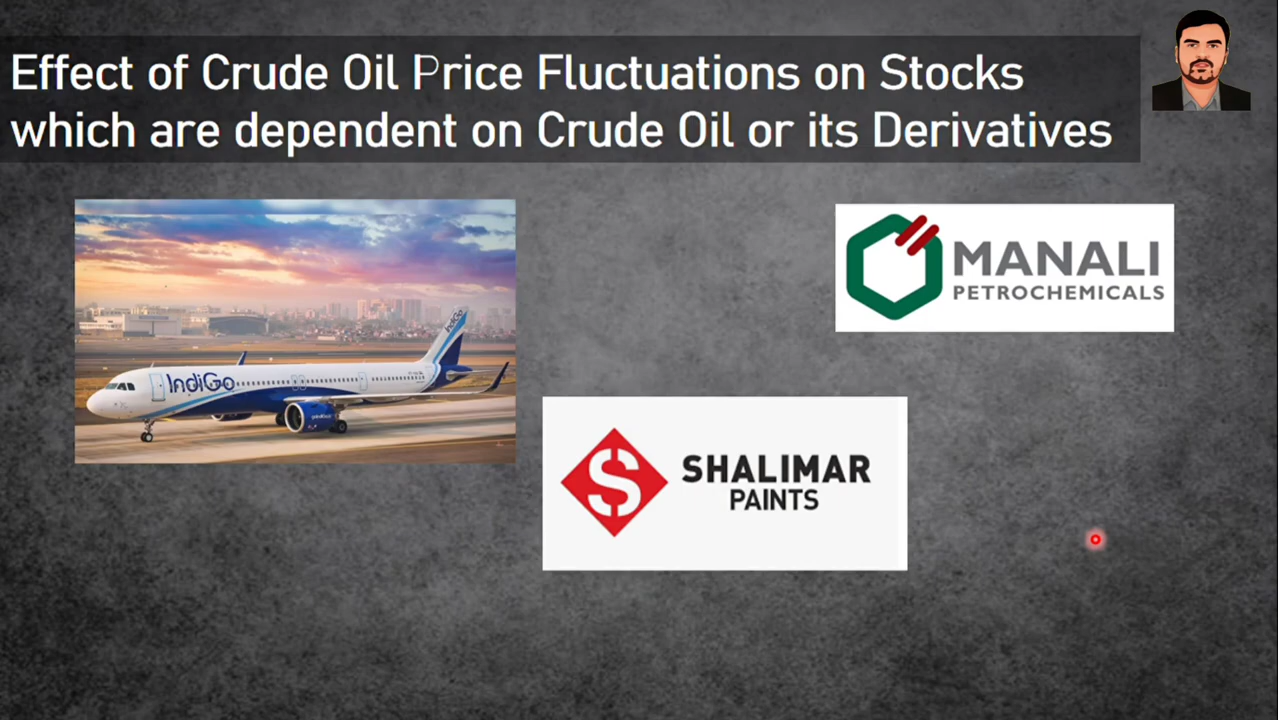 Effect of Crude Oil Price Fluctuations on Stocks
which are dependent on Crude Oil or its Derivatives
IndiGo
IndiGo
MANALI
PETROCHEMICALS
SHALIMAR
PAINTS